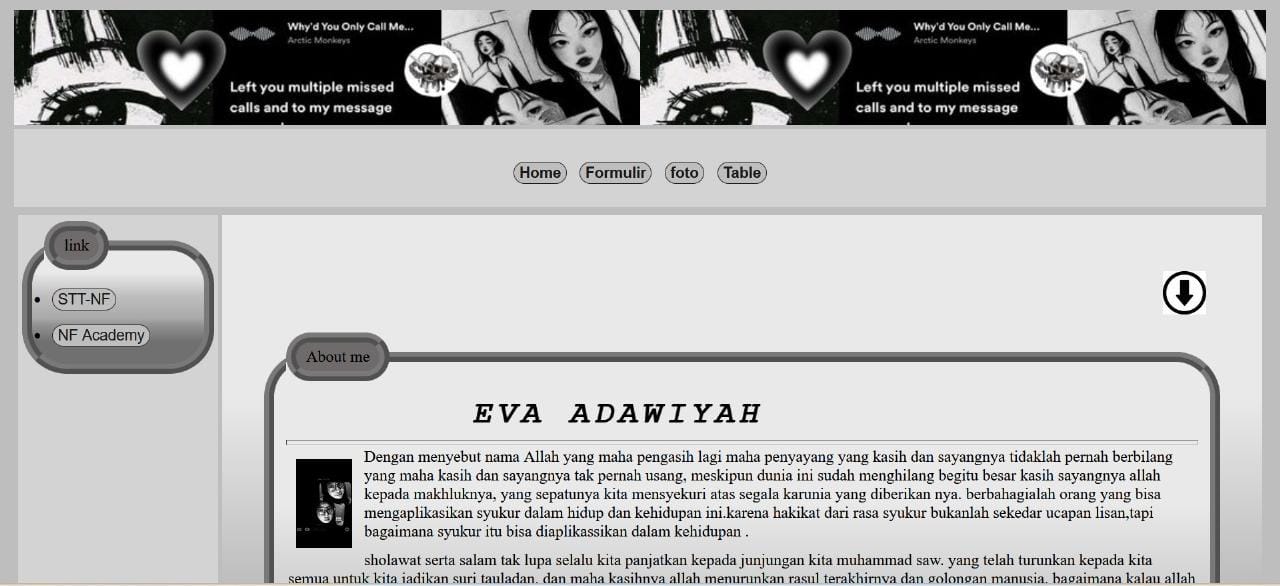 Why'd You Only Call Me... Why'd You Only Call Me...
Arctic Monkeys Arctic Monkeys
Left you multiple missed Left you multiple missed
calls and to my message calls and to my message
Home Formulir foto Table
link
STT-NF
NF Academy
About me
EVA ADAWIYAH
Dengan menyebut nama Allah yang maha pengasih lagi maha penyayang yang kasih dan sayangnya tidaklah pernah berbilang
yang maha kasih dan sayangnya tak pernah usang, meskipun dunia ini sudah menghilang begitu besar kasih sayangnya allah
kepada makhluknya, yang sepatunya kita mensyekuri atas segala karunia yang diberikan nya. berbahagialah orang yang bisa
mengaplikasikan syukur dalam hidup dan kehidupan ini.karena hakikat dari rasa syukur bukanlah sekedar ucapan lisan,tapi
bagaimana syukur itu bisa diaplikassikan dalam kehidupan .
sholawat serta salam tak lupa selalu kita panjatkan kepada junjungan kita muhammad saw. yang telah turunkan kepada kita
semua untuk kita jadikan suri tauladan. dan maha kasihnya allah menurunkan rasul terakhirnya dan golongan manusia. bagaimana kalau allah